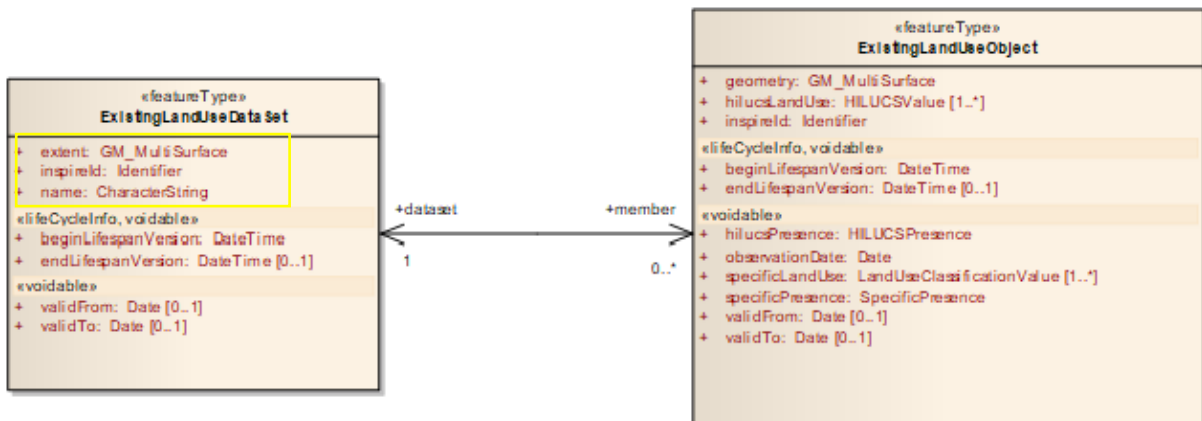 «featureType»
ExistingLandUseDataSet
+ extent: GM_MultiSurface
+ inspireId: Identifier
+ name: CharacterString
«lifeCycleInfo, voidable»
+ beginLifespanVersion: DateTime
+ endLifespanVersion: DateTime [0..1]
«voidable»
+ validFrom: Date [0..1]
+ validTo: Date [0..1]
+dataset
1
+member
0..*
«featureType»
ExistingLandUseObject
+ geometry: GM_MultiSurface
+ hilucsLandUse: HILUCSValue [1..*]
+ inspireId: Identifier
«lifeCycleInfo, voidable»
+ beginLifespanVersion: DateTime
+ endLifespanVersion: DateTime [0..1]
«voidable»
+ hilucsPresence: HILUCSPresence
+ observationDate: Date
+ specificLandUse: LandUseClassificationValue [1..*]
+ specificPresence: SpecificPresence
+ validFrom: Date [0..1]
+ validTo: Date [0..1]